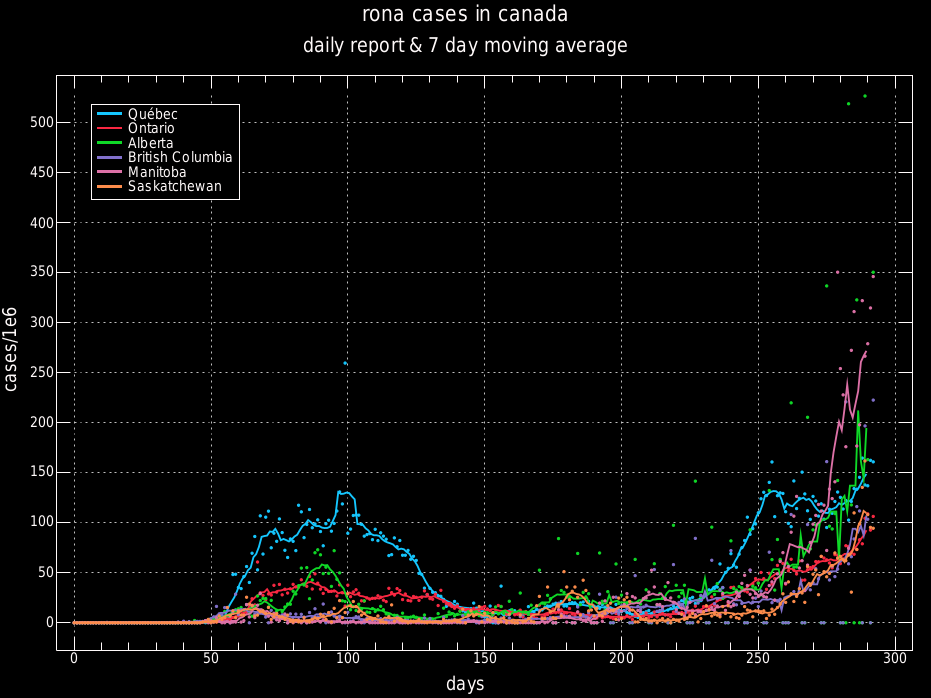 rona cases in canada
daily report & 7 day moving average
Québec
Ontario
Alberta
British Columbia
Manitoba
Saskatchewan
500
450
400
350
300
250
200
150
100
50
0
cases/1e6
0 50 100 150 200 250 300
days